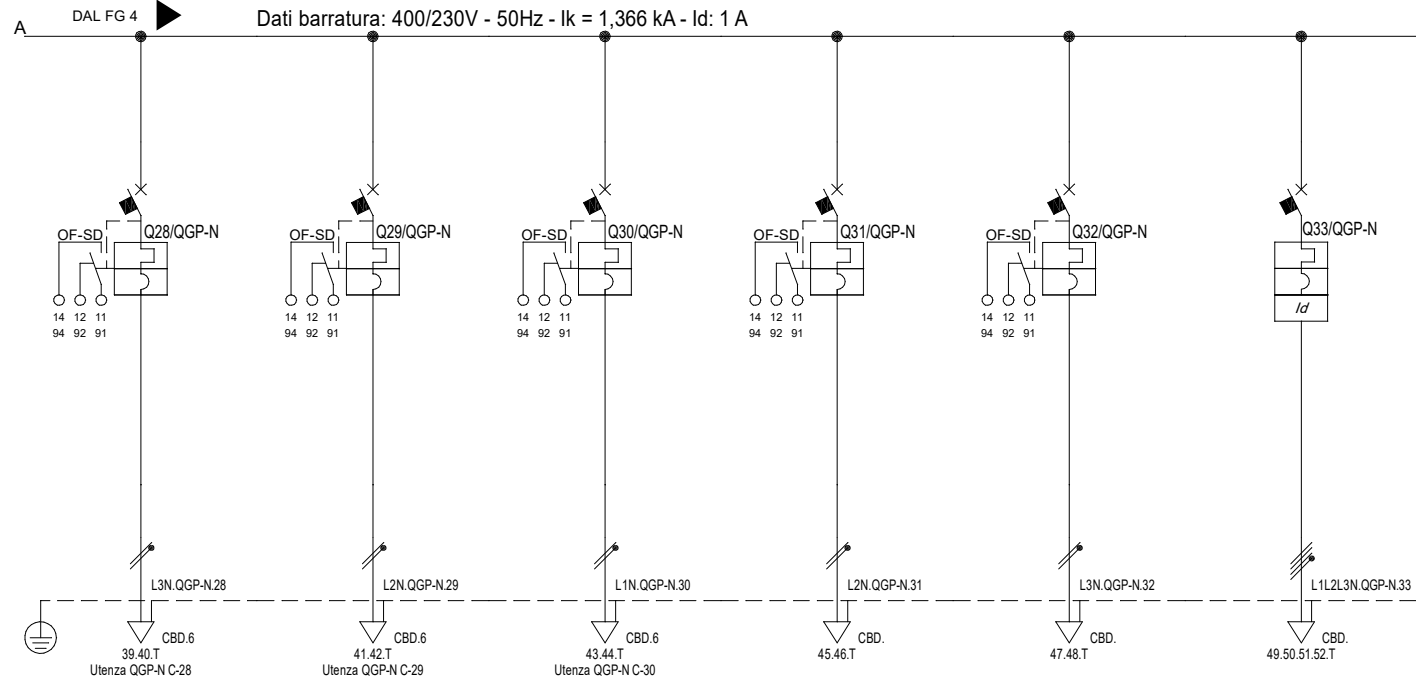 DAL FG 4
Dati barratura: 400/230V - 50Hz - Ik = 1,366 kA - Id: 1 A
A
OF-SD Q28/QGP-N OF-SD Q29/QGP-N OF-SD Q30/QGP-N OF-SD Q31/QGP-N OF-SD Q32/QGP-N Q33/QGP-N
Id
14 12 11 14 12 11 14 12 11 14 12 11 14 12 11
94 92 91 94 92 91 94 92 91 94 92 91 94 92 91
L3N.QGP-N.28 L2N.QGP-N.29 L1N.QGP-N.30 L2N.QGP-N.31 L3N.QGP-N.32 L1L2L3N.QGP-N.33
CBD.6 CBD.6 CBD.6 CBD. CBD. CBD.
39.40.T 41.42.T 43.44.T 45.46.T 47.48.T 49.50.51.52.T
Utenza QGP-N C-28 Utenza QGP-N C-29 Utenza QGP-N C-30